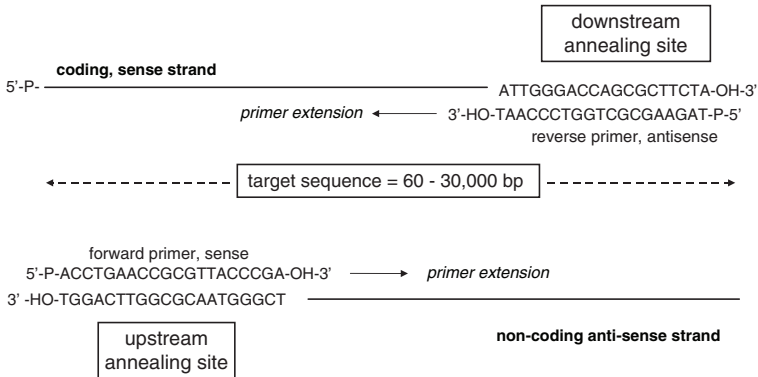 downstream
annealing site
coding, sense strand
5'-P-
ATTGGGACCAGCGCTTCTA-OH-3'
primer extension
3'-HO-TAACCCTGGTCGCGAAGAT-P-5'
reverse primer, antisense
target sequence = 60 - 30,000 bp
forward primer, sense
5'-P-ACCTGAACCGCGTTACCCGA-OH-3'
primer extension
3' -HO-TGGACTTGGCGCAATGGGCT
upstream
annealing site
non-coding anti-sense strand